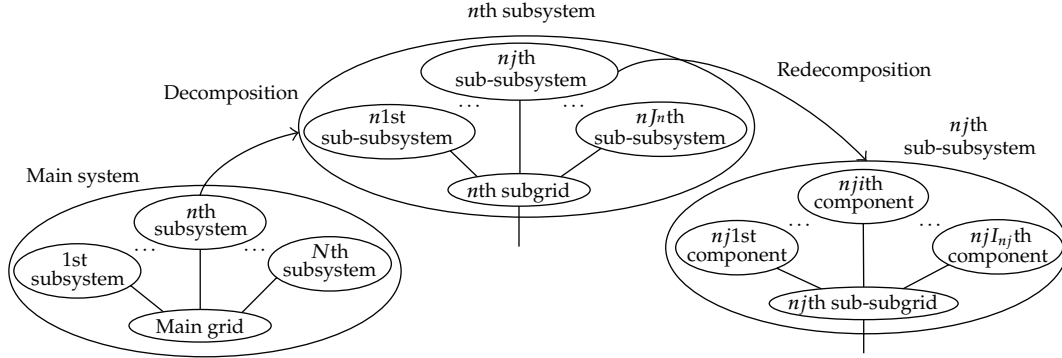 nth subsystem
njth
sub-subsystem
Redecomposition
Decomposition
... ...
n1st
sub-subsystem
nJₙth
sub-subsystem
njth
sub-subsystem
Main system
nth subgrid
njith
component
nth
subsystem
... ...
nj1st
component
njIₙⱼth
component
... ...
1st
subsystem
Nth
subsystem
njth sub-subgrid
Main grid